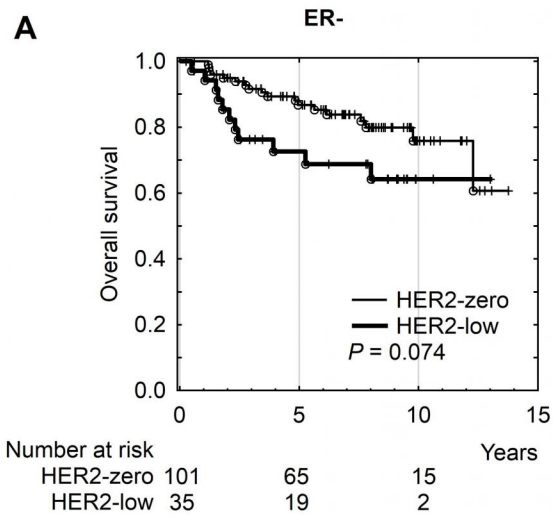 A
ER-
1.0
0.8
0.6
0.4
0.2
0.0
Overall survival
HER2-zero
HER2-low
P = 0.074
0 5 10 15
Years
Number at risk
HER2-zero 101 65 15
HER2-low 35 19 2